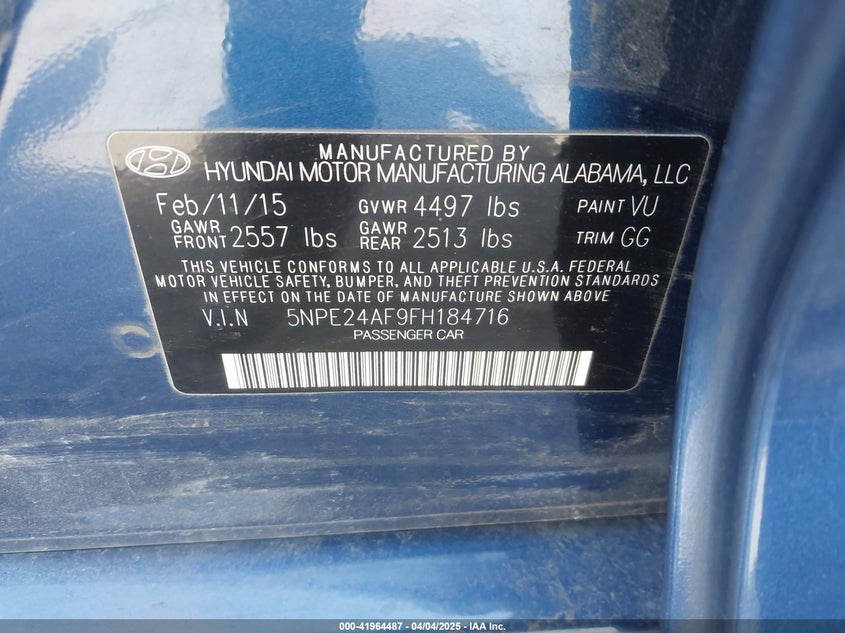 MANUFACTURED BY
HYUNDAI MOTOR MANUFACTURING ALABAMA, LLC
Feb/11/15 GVWR 4497 lbs PAINT VU
GAWR FRONT 2557 lbs GAWR REAR 2513 lbs TRIM GG
THIS VEHICLE CONFORMS TO ALL APPLICABLE U.S.A. FEDERAL
MOTOR VEHICLE SAFETY, BUMPER, AND THEFT PREVENTION STANDARDS
IN EFFECT ON THE DATE OF MANUFACTURE SHOWN ABOVE.
V.I.N 5NPE24AF9FH184716
PASSENGER CAR
000-41964487 - 04/04/2025 - IAA Inc.